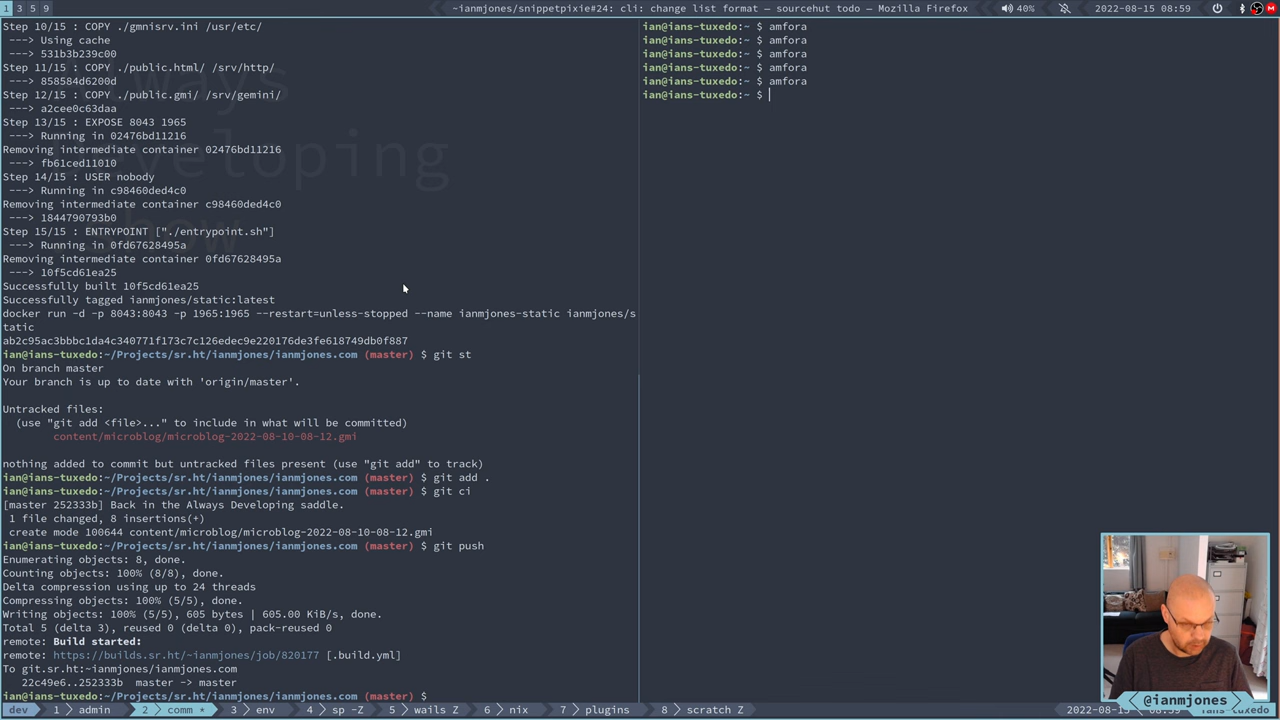 1 3 5 9
~ianmjones/snippetpixie#24: cli: change list format — sourcehut todo — Mozilla Firefox
40%
2022-08-15 08:59
Step 10/15 : COPY ./gmnisrv.ini /usr/etc/
---> Using cache
---> 531b3b239c00
Step 11/15 : COPY ./public.html/ /srv/http/
---> 858584d6200d
Step 12/15 : COPY ./public.gmi/ /srv/gemini/
---> a2cee0c63daa
Step 13/15 : EXPOSE 8043 1965
---> Running in 02476bd11216
Removing intermediate container 02476bd11216
---> fb61ced11010
Step 14/15 : USER nobody
---> Running in c98460ded4c0
Removing intermediate container c98460ded4c0
---> 1844790793b0
Step 15/15 : ENTRYPOINT ["./entrypoint.sh"]
---> Running in 0fd67628495a
Removing intermediate container 0fd67628495a
---> 10f5cd61ea25
Successfully built 10f5cd61ea25
Successfully tagged ianmjones/static:latest
docker run -d -p 8043:8043 -p 1965:1965 --restart=unless-stopped --name ianmjones-static ianmjones/s
tatic
ab2c95ac3bbbc1da4c340771f173c7c126edec9e220176de3fe618749db0f887
ian@ians-tuxedo:~/Projects/sr.ht/ianmjones.com (master) $ git st
On branch master
Your branch is up to date with 'origin/master'.
Untracked files:
(use "git add <file>..." to include in what will be committed)
content/microblog/microblog-2022-08-10-08-12.gmi
nothing added to commit but untracked files present (use "git add" to track)
ian@ians-tuxedo:~/Projects/sr.ht/ianmjones.com (master) $ git add .
ian@ians-tuxedo:~/Projects/sr.ht/ianmjones.com (master) $ git ci
[master 252333b] Back in the Always Developing saddle.
1 file changed, 8 insertions(+)
create mode 100644 content/microblog/microblog-2022-08-10-08-12.gmi
ian@ians-tuxedo:~/Projects/sr.ht/ianmjones.com (master) $ git push
Enumerating objects: 8, done.
Counting objects: 100% (8/8), done.
Delta compression using up to 24 threads
Compressing objects: 100% (5/5), done.
Writing objects: 100% (5/5), 605 bytes | 605.00 KiB/s, done.
Total 5 (delta 3), reused 0 (delta 0), pack-reused 0
remote: Build started:
remote: https://builds.sr.ht/~ianmjones/job/820177 [.build.yml]
To git.sr.ht:~ianmjones/ianmjones.com
22c49e6..252333b master -> master
ian@ians-tuxedo:~/Projects/sr.ht/ianmjones.com (master) $
ian@ians-tuxedo:~ $ amfora
ian@ians-tuxedo:~ $ amfora
ian@ians-tuxedo:~ $ amfora
ian@ians-tuxedo:~ $ amfora
ian@ians-tuxedo:~ $ amfora
ian@ians-tuxedo:~ $
@ianmjones
dev 1 admin 2 comm * 3 env 4 sp -Z 5 wails Z 6 nix 7 plugins 8 scratch Z